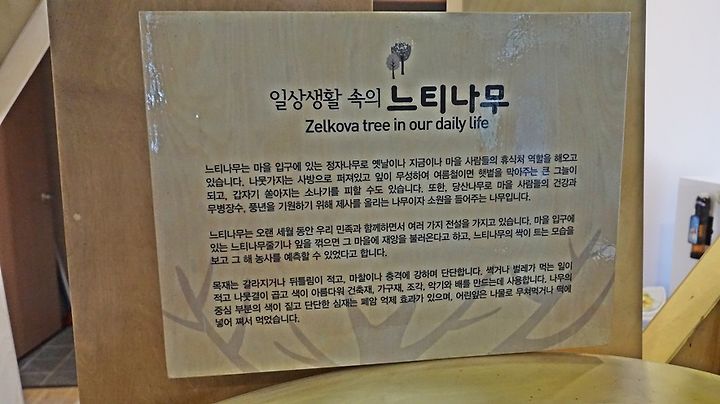 일상생활 속의 느티나무
Zelkova tree in our daily life
느티나무는 마을 입구에 있는 정자나무로 옛날이나 지금이나 마을 사람들의 휴식처 역할을 해오고
있습니다. 나뭇가지는 사방으로 퍼져있고 잎이 무성하여 여름철이면 햇볕을 막아주는 큰 그늘이
되고, 갑자기 쏟아지는 소나기를 피할 수도 있습니다. 또한, 당산나무로 마을 사람들의 건강과
무병장수, 풍년을 기원하기 위해 제사를 올리는 나무이자 소원을 들어주는 나무입니다.
느티나무는 오랜 세월 동안 우리 민족과 함께하면서 여러 가지 전설을 가지고 있습니다. 마을 입구에
있는 느티나무줄기나 잎을 꺾으면 그 마을에 재앙을 불러온다고 하고, 느티나무의 싹이 트는 모습을
보고 그 해 농사를 예측할 수 있었다고 합니다.
목재는 갈라지거나 뒤틀림이 적고, 마찰이나 충격에 강하며 단단합니다. 썩거나 벌레가 먹는 일이
적고 나뭇결이 곱고 색이 아름다워 건축재, 가구재, 조각, 악기와 배를 만드는데 사용합니다. 나무의
중심 부분의 색이 짙고 단단한 심재는 폐암 억제 효과가 있으며, 어린잎은 나물로 무쳐먹거나 떡에
넣어 쪄서 먹었습니다.